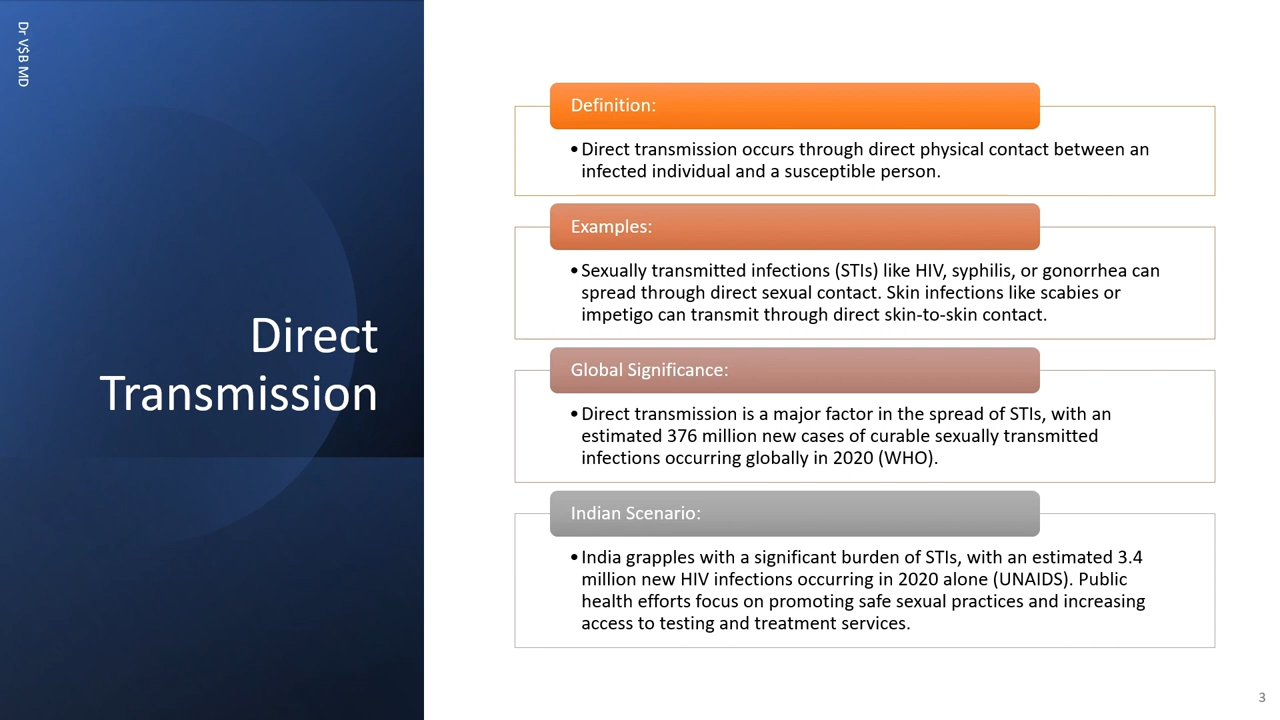 Dr V$B MD
Direct
Transmission
Definition:
•Direct transmission occurs through direct physical contact between an
infected individual and a susceptible person.
Examples:
•Sexually transmitted infections (STIs) like HIV, syphilis, or gonorrhea can
spread through direct sexual contact. Skin infections like scabies or
impetigo can transmit through direct skin-to-skin contact.
Global Significance:
•Direct transmission is a major factor in the spread of STIs, with an
estimated 376 million new cases of curable sexually transmitted
infections occurring globally in 2020 (WHO).
Indian Scenario:
•India grapples with a significant burden of STIs, with an estimated 3.4
million new HIV infections occurring in 2020 alone (UNAIDS). Public
health efforts focus on promoting safe sexual practices and increasing
access to testing and treatment services.
3